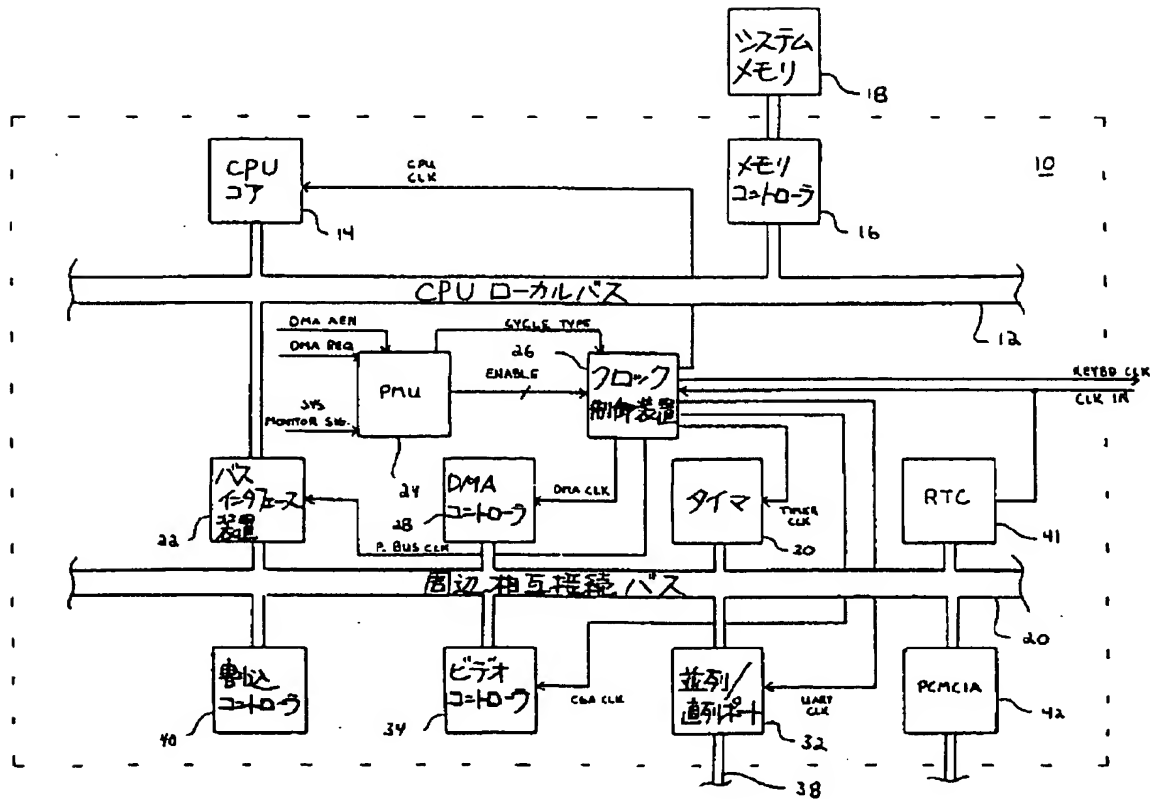 システム
メモリ
18
10
CPU
コア
14
CPU
CLK
メモリ
コントローラ
16
CPU ローカルバス
12
DMA AEN
DMA REQ
SYS
MONITOR SIG.
PMU
24
CYCLE TYPE
ENABLE
26
クロック
制御装置
KEYBD CLK
CLK IN
バス
インタフェース
装置
22
P. BUS CLK
DMA
コントローラ
28
DMA CLK
タイマ
20
TIMER
CLK
RTC
41
周辺相互接続バス
20
割込
コントローラ
40
ビデオ
コントローラ
34
CGA CLK
並列/
直列ポート
32
UART
CLK
38
PCMCIA
42